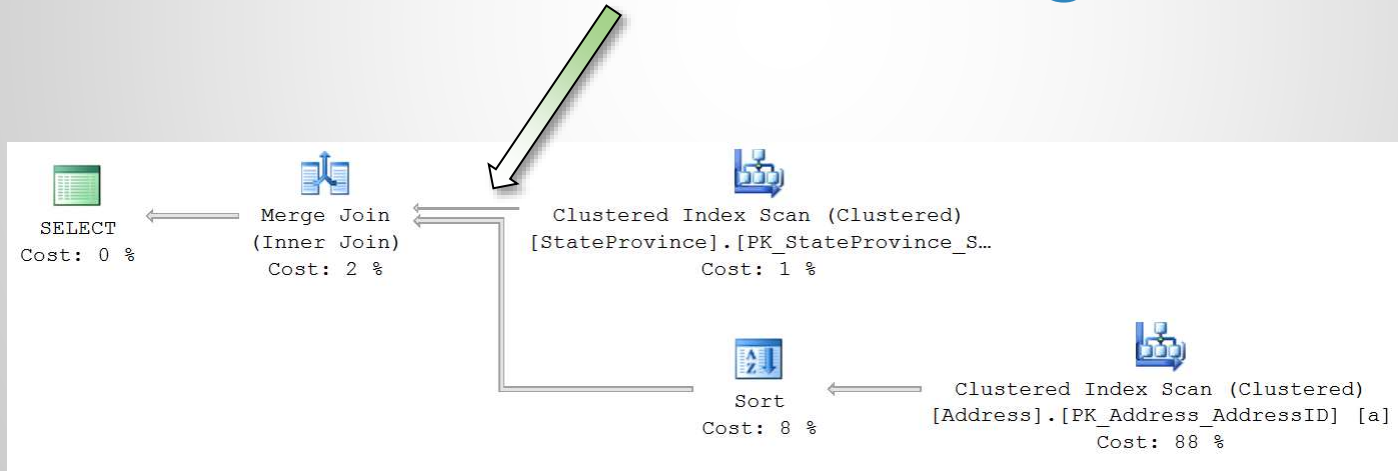 SELECT
Cost: 0 %
Merge Join
(Inner Join)
Cost: 2 %
Clustered Index Scan (Clustered)
[StateProvince].[PK_StateProvince_S…
Cost: 1 %
Sort
Cost: 8 %
Clustered Index Scan (Clustered)
[Address].[PK_Address_AddressID] [a]
Cost: 88 %